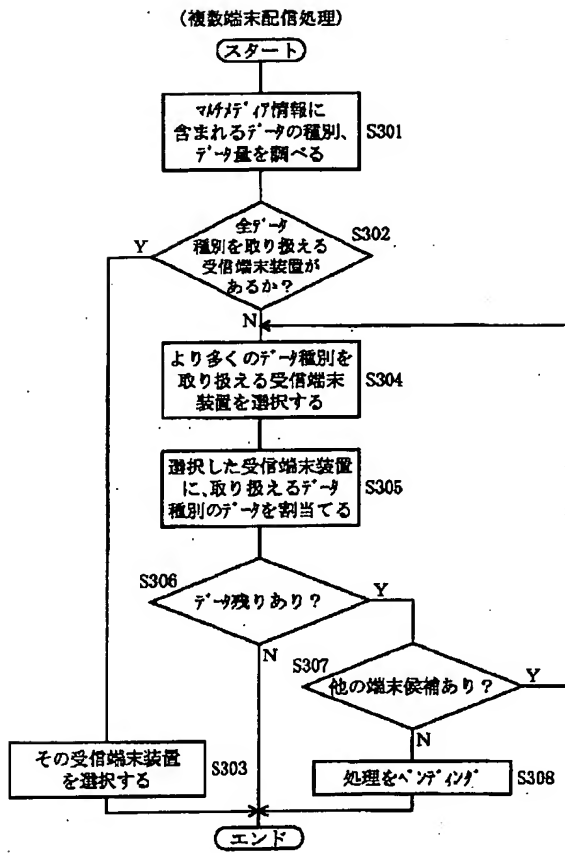 (複数端末配信処理)
スタート
マルチメディア情報に
含まれるデータの種別、
データ量を調べる
S301
全データ
種別を取り扱える
受信端末装置が
あるか?
S302
Y
N
より多くのデータ種別を
取り扱える受信端末
装置を選択する
S304
選択した受信端末装置
に、取り扱えるデータ
種別のデータを割当てる
S305
S306
データ残りあり?
Y
N
S307
他の端末候補あり?
Y
N
その受信端末装置
を選択する
S303
処理をペンディング
S308
エンド